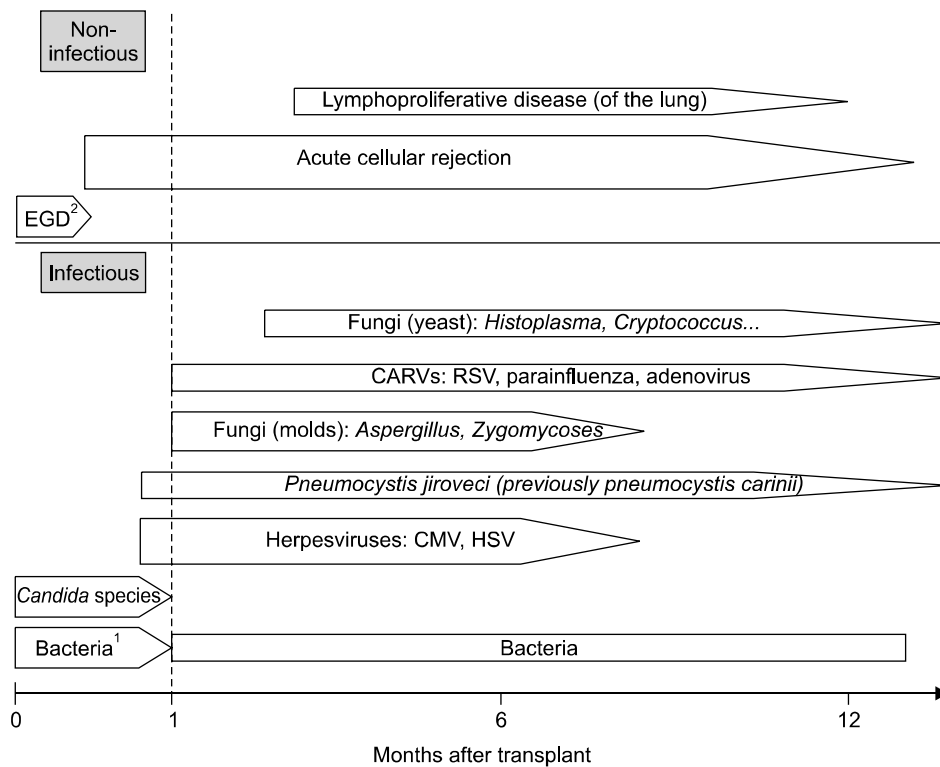 Non-
infectious
Lymphoproliferative disease (of the lung)
Acute cellular rejection
EGD²
Infectious
Fungi (yeast): Histoplasma, Cryptococcus...
CARVs: RSV, parainfluenza, adenovirus
Fungi (molds): Aspergillus, Zygomycoses
Pneumocystis jiroveci (previously pneumocystis carinii)
Herpesviruses: CMV, HSV
Candida species
Bacteria¹ Bacteria
0 1 6 12
Months after transplant